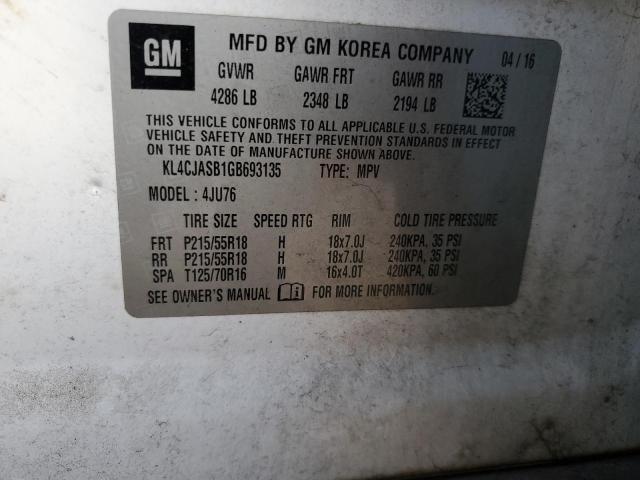 GM
MFD BY GM KOREA COMPANY 04 / 16
GVWR GAWR FRT GAWR RR
4286 LB 2348 LB 2194 LB
THIS VEHICLE CONFORMS TO ALL APPLICABLE U.S. FEDERAL MOTOR
VEHICLE SAFETY AND THEFT PREVENTION STANDARDS IN EFFECT ON
THE DATE OF MANUFACTURE SHOWN ABOVE.
KL4CJASB1GB693135 TYPE: MPV
MODEL : 4JU76
TIRE SIZE SPEED RTG RIM COLD TIRE PRESSURE
FRT P215/55R18 H 18x7.0J 240KPA, 35 PSI
RR P215/55R18 H 18x7.0J 240KPA, 35 PSI
SPA T125/70R16 M 16x4.0T 420KPA, 60 PSI
SEE OWNER'S MANUAL FOR MORE INFORMATION.